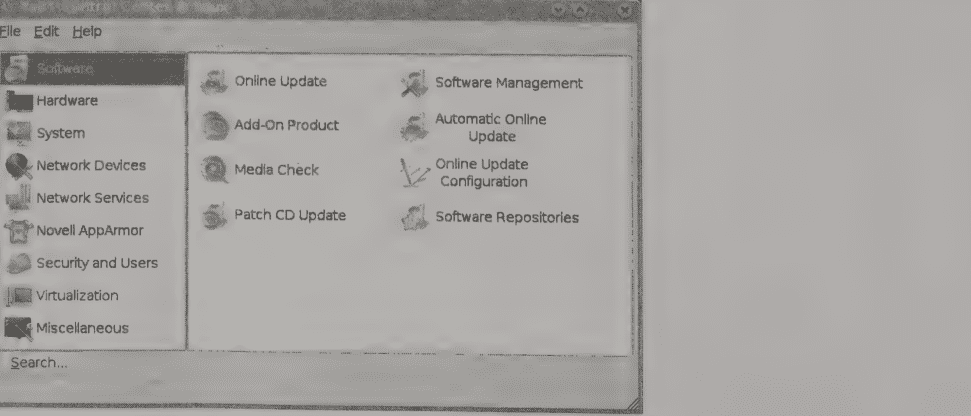 File Edit Help
Software
Hardware
System
Network Devices
Network Services
Novell AppArmor
Security and Users
Virtualization
Miscellaneous
Search...
Online Update
Software Management
Add-On Product
Automatic Online
Update
Media Check
Online Update
Configuration
Patch CD Update
Software Repositories